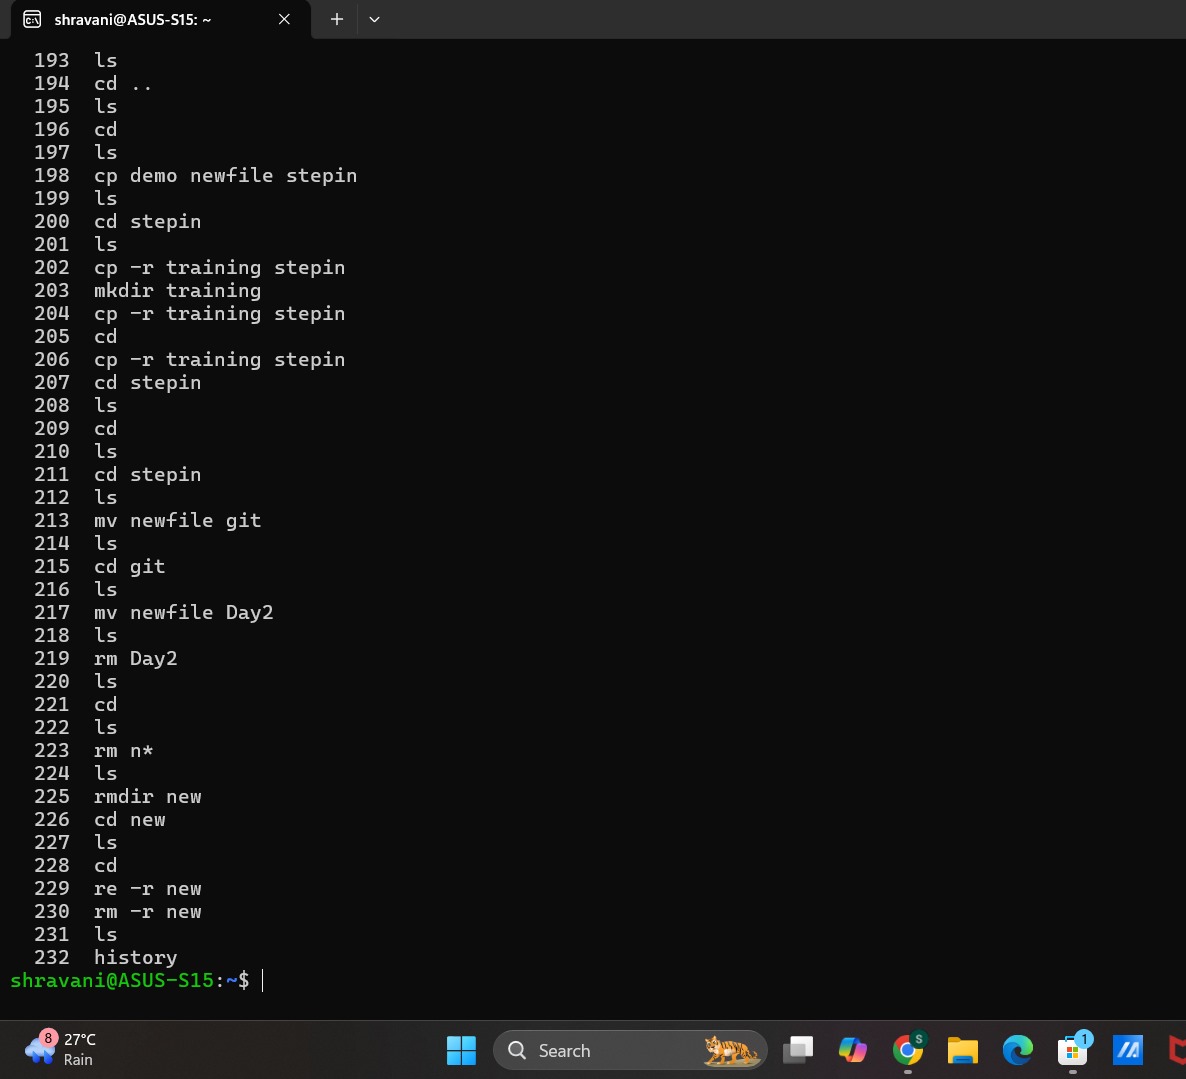 shravani@ASUS-S15: ~
193 ls
194 cd ..
195 ls
196 cd
197 ls
198 cp demo newfile stepin
199 ls
200 cd stepin
201 ls
202 cp -r training stepin
203 mkdir training
204 cp -r training stepin
205 cd
206 cp -r training stepin
207 cd stepin
208 ls
209 cd
210 ls
211 cd stepin
212 ls
213 mv newfile git
214 ls
215 cd git
216 ls
217 mv newfile Day2
218 ls
219 rm Day2
220 ls
221 cd
222 ls
223 rm n*
224 ls
225 rmdir new
226 cd new
227 ls
228 cd
229 re -r new
230 rm -r new
231 ls
232 history
shravani@ASUS-S15:~$
8
27°C
Rain
Search
S
1